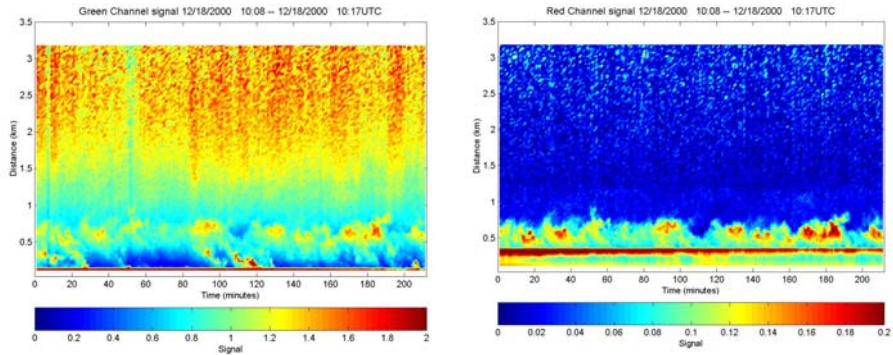 Green Channel signal 12/18/2000 10:08 -- 12/18/2000 10:17UTC
3.5
3
2.5
2
1.5
1
0.5
Distance (km)
0 20 40 60 80 100 120 140 160 180 200
Time (minutes)
0 0.2 0.4 0.6 0.8 1 1.2 1.4 1.6 1.8 2
Signal
Red Channel signal 12/18/2000 10:08 -- 12/18/2000 10:17UTC
3.5
3
2.5
2
1.5
1
0.5
Distance (km)
0 20 40 60 80 100 120 140 160 180 200
Time (minutes)
0 0.02 0.04 0.06 0.08 0.1 0.12 0.14 0.16 0.18 0.2
Signal